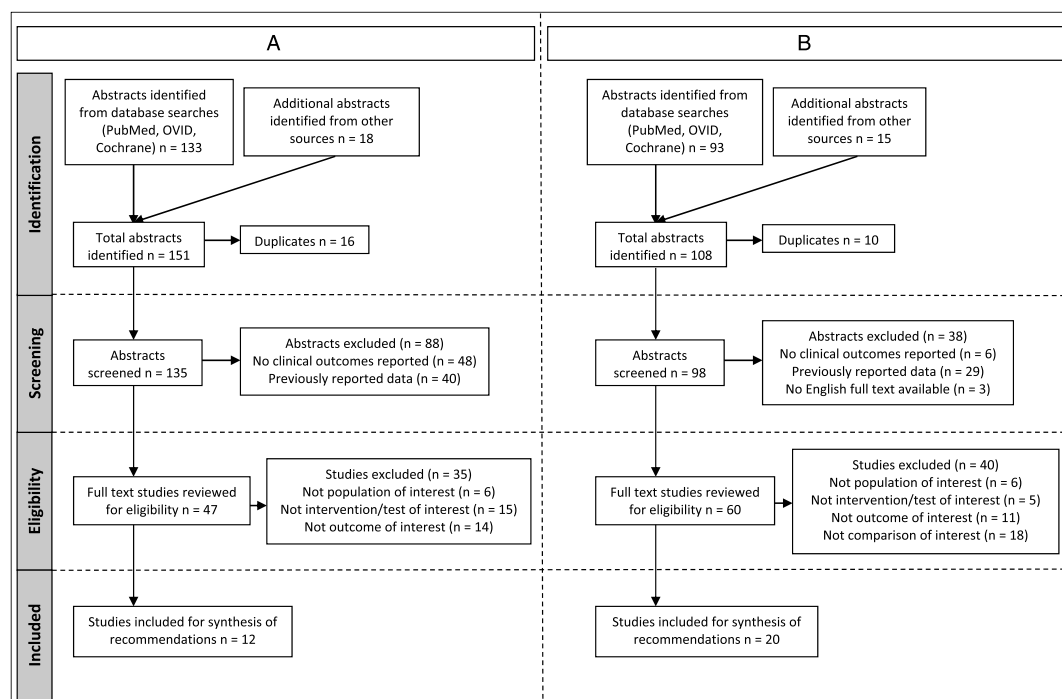 A
B
Identification
Abstracts identified
from database searches
(PubMed, OVID,
Cochrane) n = 133
Additional abstracts
identified from other
sources n = 18
Total abstracts
identified n = 151
Duplicates n = 16
Abstracts identified from
database searches
(PubMed, OVID,
Cochrane) n = 93
Additional abstracts
identified from other
sources n = 15
Total abstracts
identified n = 108
Duplicates n = 10
Screening
Abstracts
screened n = 135
Abstracts excluded (n = 88)
No clinical outcomes reported (n = 48)
Previously reported data (n = 40)
Abstracts
screened n = 98
Abstracts excluded (n = 38)
No clinical outcomes reported (n = 6)
Previously reported data (n = 29)
No English full text available (n = 3)
Eligibility
Full text studies reviewed
for eligibility n = 47
Studies excluded (n = 35)
Not population of interest (n = 6)
Not intervention/test of interest (n = 15)
Not outcome of interest (n = 14)
Full text studies reviewed
for eligibility n = 60
Studies excluded (n = 40)
Not population of interest (n = 6)
Not intervention/test of interest (n = 5)
Not outcome of interest (n = 11)
Not comparison of interest (n = 18)
Included
Studies included for synthesis of
recommendations n = 12
Studies included for synthesis of
recommendations n = 20